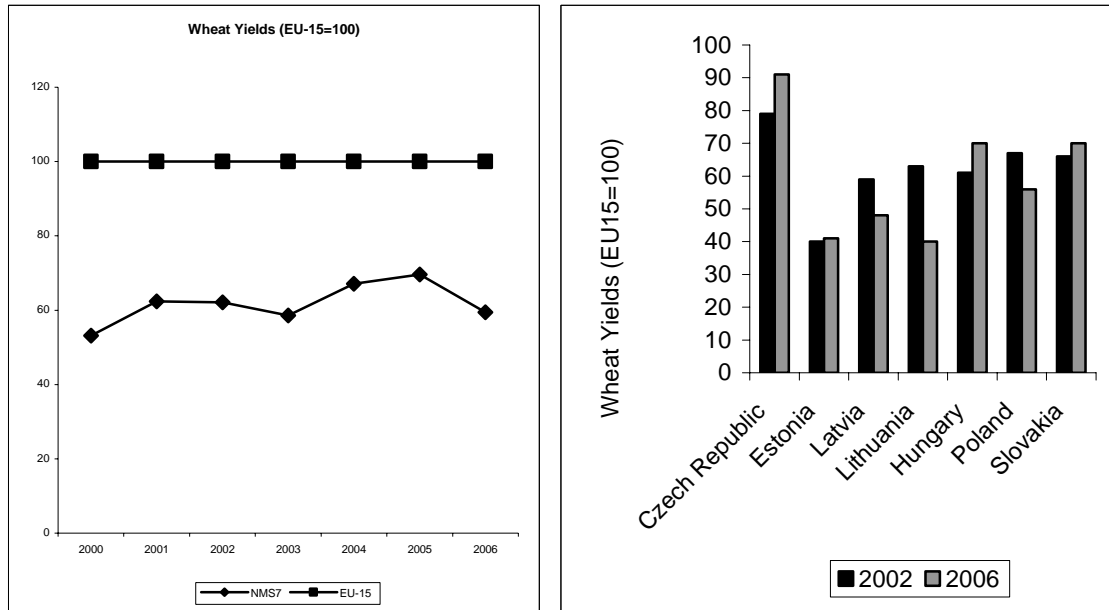 Wheat Yields (EU-15=100)
120
100
80
60
40
20
0
2000 2001 2002 2003 2004 2005 2006
NMS7 EU-15
Wheat Yields (EU15=100)
100
90
80
70
60
50
40
30
20
10
0
Czech Republic
Estonia
Latvia
Lithuania
Hungary
Poland
Slovakia
2002 2006